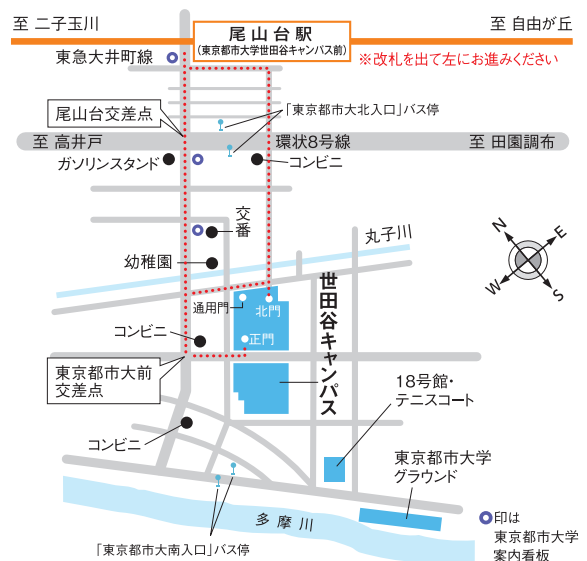 至 二子玉川
尾山台駅
(東京都市大学世田谷キャンパス前)
至 自由が丘
東急大井町線
※改札を出て左にお進みください
尾山台交差点
「東京都市大北入口」バス停
至 高井戸
環状8号線
至 田園調布
ガソリンスタンド
コンビニ
交番
丸子川
幼稚園
N
E
W
S
世田谷キャンパス
通用門
北門
コンビニ
正門
東京都市大前
交差点
18号館・
テニスコート
コンビニ
東京都市大学
グラウンド
多摩川
「東京都市大南入口」バス停
印は
東京都市大学
案内看板